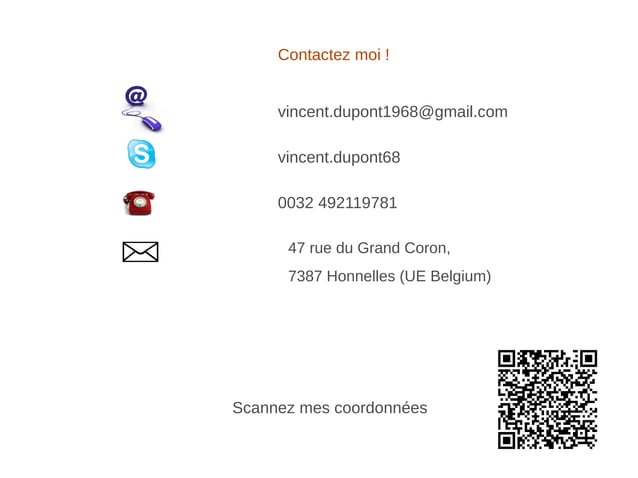 Contactez moi !
@
vincent.dupont1968@gmail.com
S
vincent.dupont68
0032 492119781
47 rue du Grand Coron,
7387 Honnelles (UE Belgium)
Scannez mes coordonnées